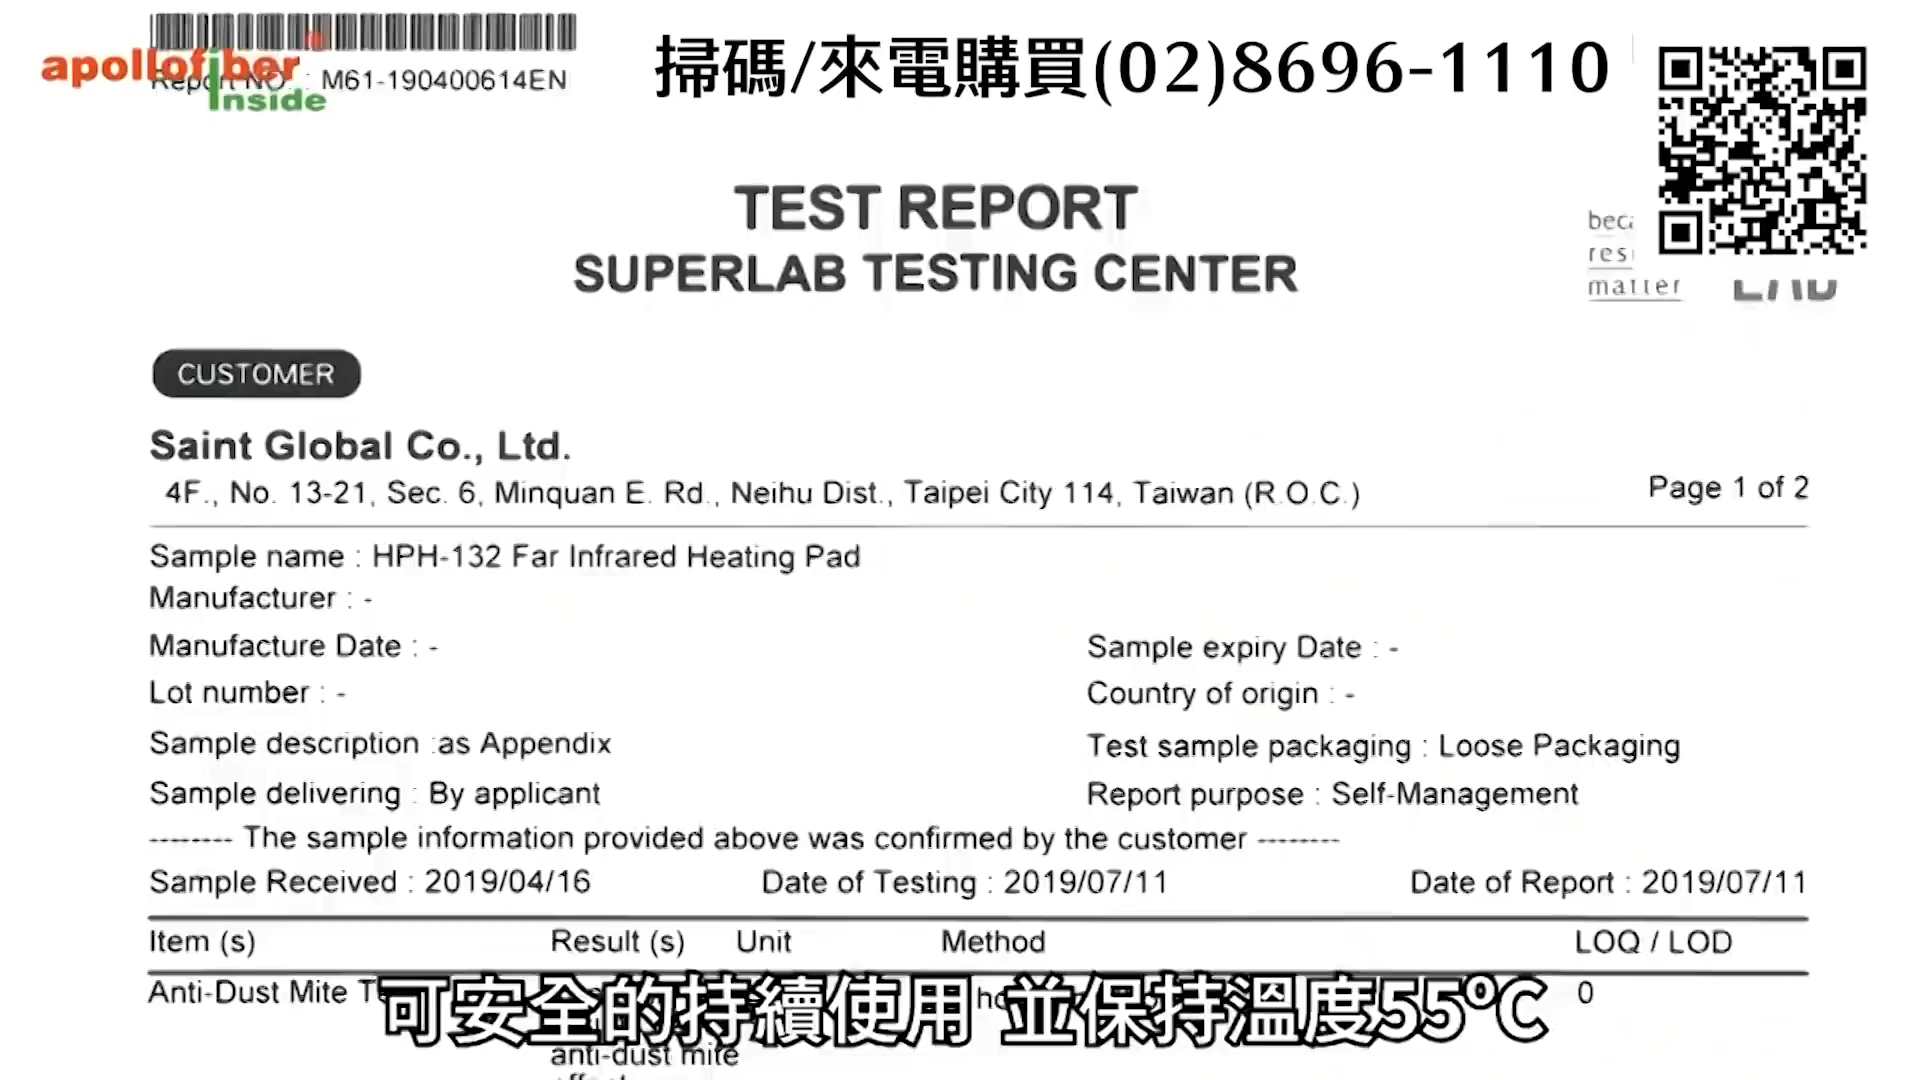 apollofiber
Inside
Report NO. : M61-190400614EN
掃碼/來電購買(02)8696-1110
TEST REPORT
SUPERLAB TESTING CENTER
matter
CUSTOMER
Saint Global Co., Ltd.
4F., No. 13-21, Sec. 6, Minquan E. Rd., Neihu Dist., Taipei City 114, Taiwan (R.O.C.)
Page 1 of 2
Sample name : HPH-132 Far Infrared Heating Pad
Manufacturer : -
Manufacture Date : -
Sample expiry Date : -
Lot number : -
Country of origin : -
Sample description :as Appendix
Test sample packaging : Loose Packaging
Sample delivering : By applicant
Report purpose : Self-Management
-------- The sample information provided above was confirmed by the customer --------
Sample Received : 2019/04/16 Date of Testing : 2019/07/11 Date of Report : 2019/07/11
Item (s) Result (s) Unit Method LOQ / LOD
Anti-Dust Mite 0
可安全的持續使用 並保持溫度55°C
anti-dust mite